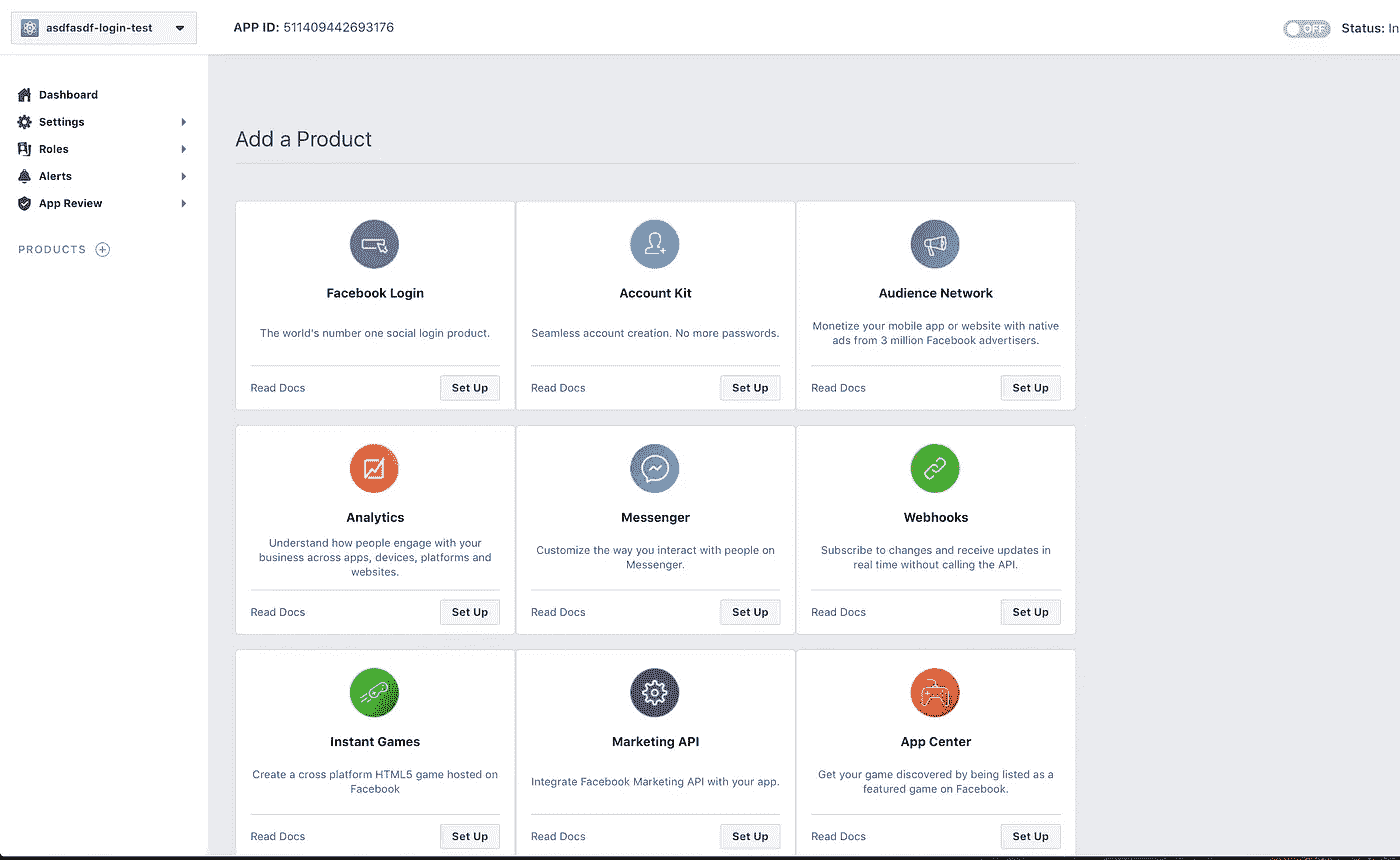 asdfasdf-login-test
APP ID: 511409442693176
OFF
Status: In
Dashboard
Settings
Roles
Alerts
App Review
PRODUCTS
Add a Product
Facebook Login
The world's number one social login product.
Read Docs
Set Up
Account Kit
Seamless account creation. No more passwords.
Read Docs
Set Up
Audience Network
Monetize your mobile app or website with native
ads from 3 million Facebook advertisers.
Read Docs
Set Up
Analytics
Understand how people engage with your
business across apps, devices, platforms and
websites.
Read Docs
Set Up
Messenger
Customize the way you interact with people on
Messenger.
Read Docs
Set Up
Webhooks
Subscribe to changes and receive updates in
real time without calling the API.
Read Docs
Set Up
Instant Games
Create a cross platform HTML5 game hosted on
Facebook
Read Docs
Set Up
Marketing API
Integrate Facebook Marketing API with your app.
Read Docs
Set Up
App Center
Get your game discovered by being listed as a
featured game on Facebook.
Read Docs
Set Up